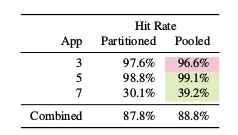 Hit Rate
App Partitioned Pooled
3 97.6% 96.6%
5 98.8% 99.1%
7 30.1% 39.2%
Combined 87.8% 88.8%